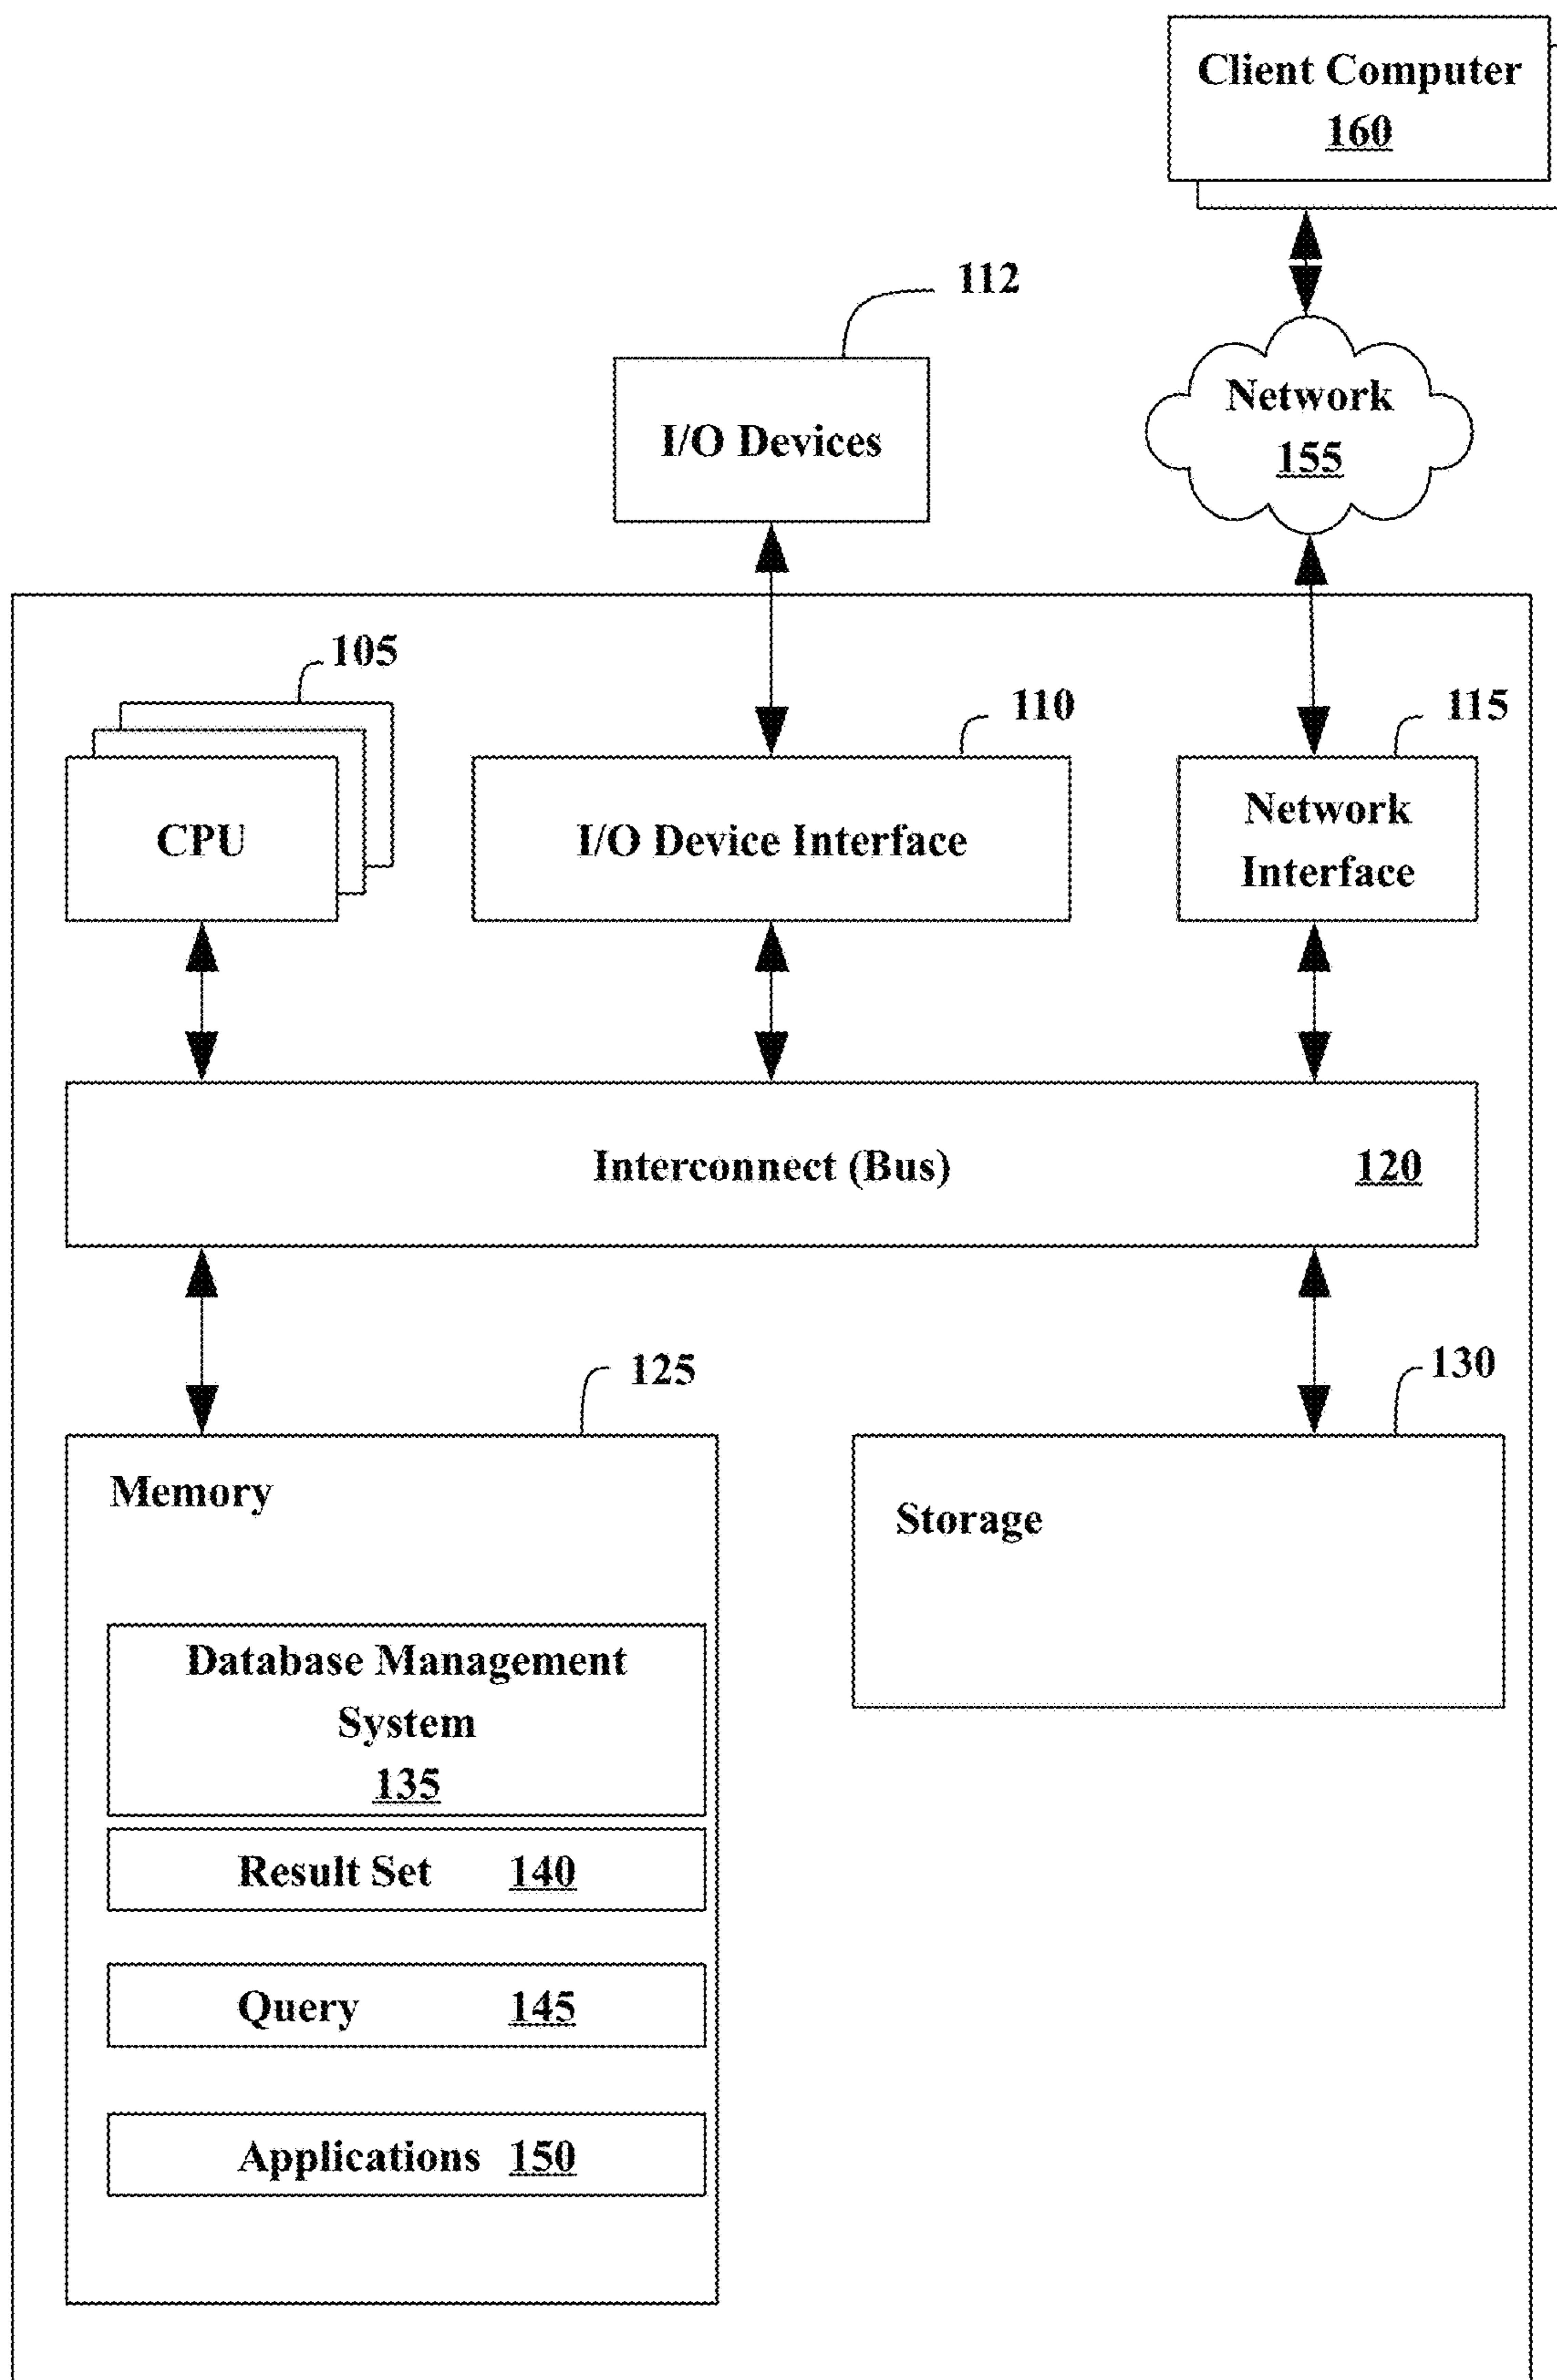 Client Computer
160
112
Network
155
I/O Devices
105
110
115
CPU
I/O Device Interface
Network
Interface
Interconnect (Bus) 120
125
130
Memory
Storage
Database Management
System
135
Result Set 140
Query 145
Applications 150